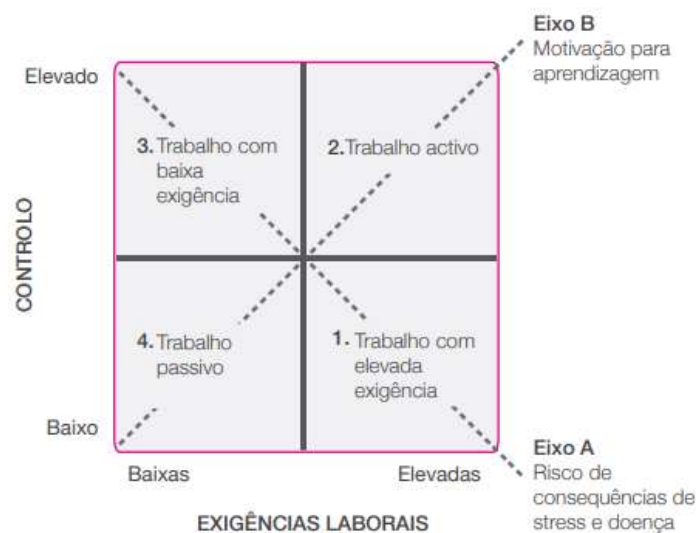 Eixo B
Motivação para
aprendizagem
Elevado
3. Trabalho com
baixa
exigência
2. Trabalho activo
CONTROLO
4. Trabalho
passivo
1. Trabalho com
elevada
exigência
Baixo
Baixas
Elevadas
EXIGÊNCIAS LABORAIS
Eixo A
Risco de
consequências de
stress e doença